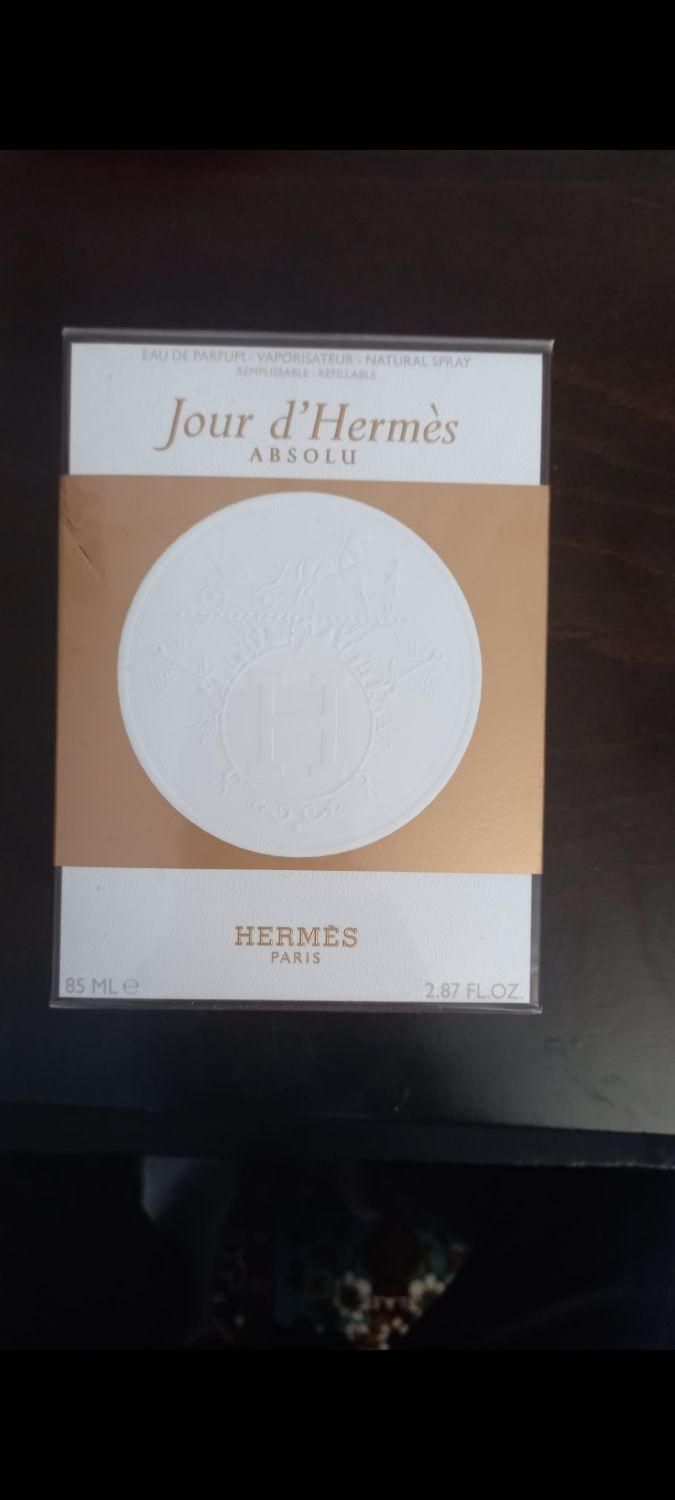 EAU DE PARFUM - VAPORISATEUR - NATURAL SPRAY
REMPLISSABLE - REFILLABLE
Jour d'Hermès
ABSOLU
H
HERMÈS
PARIS
85 ML ℮
2.87 FL.OZ.